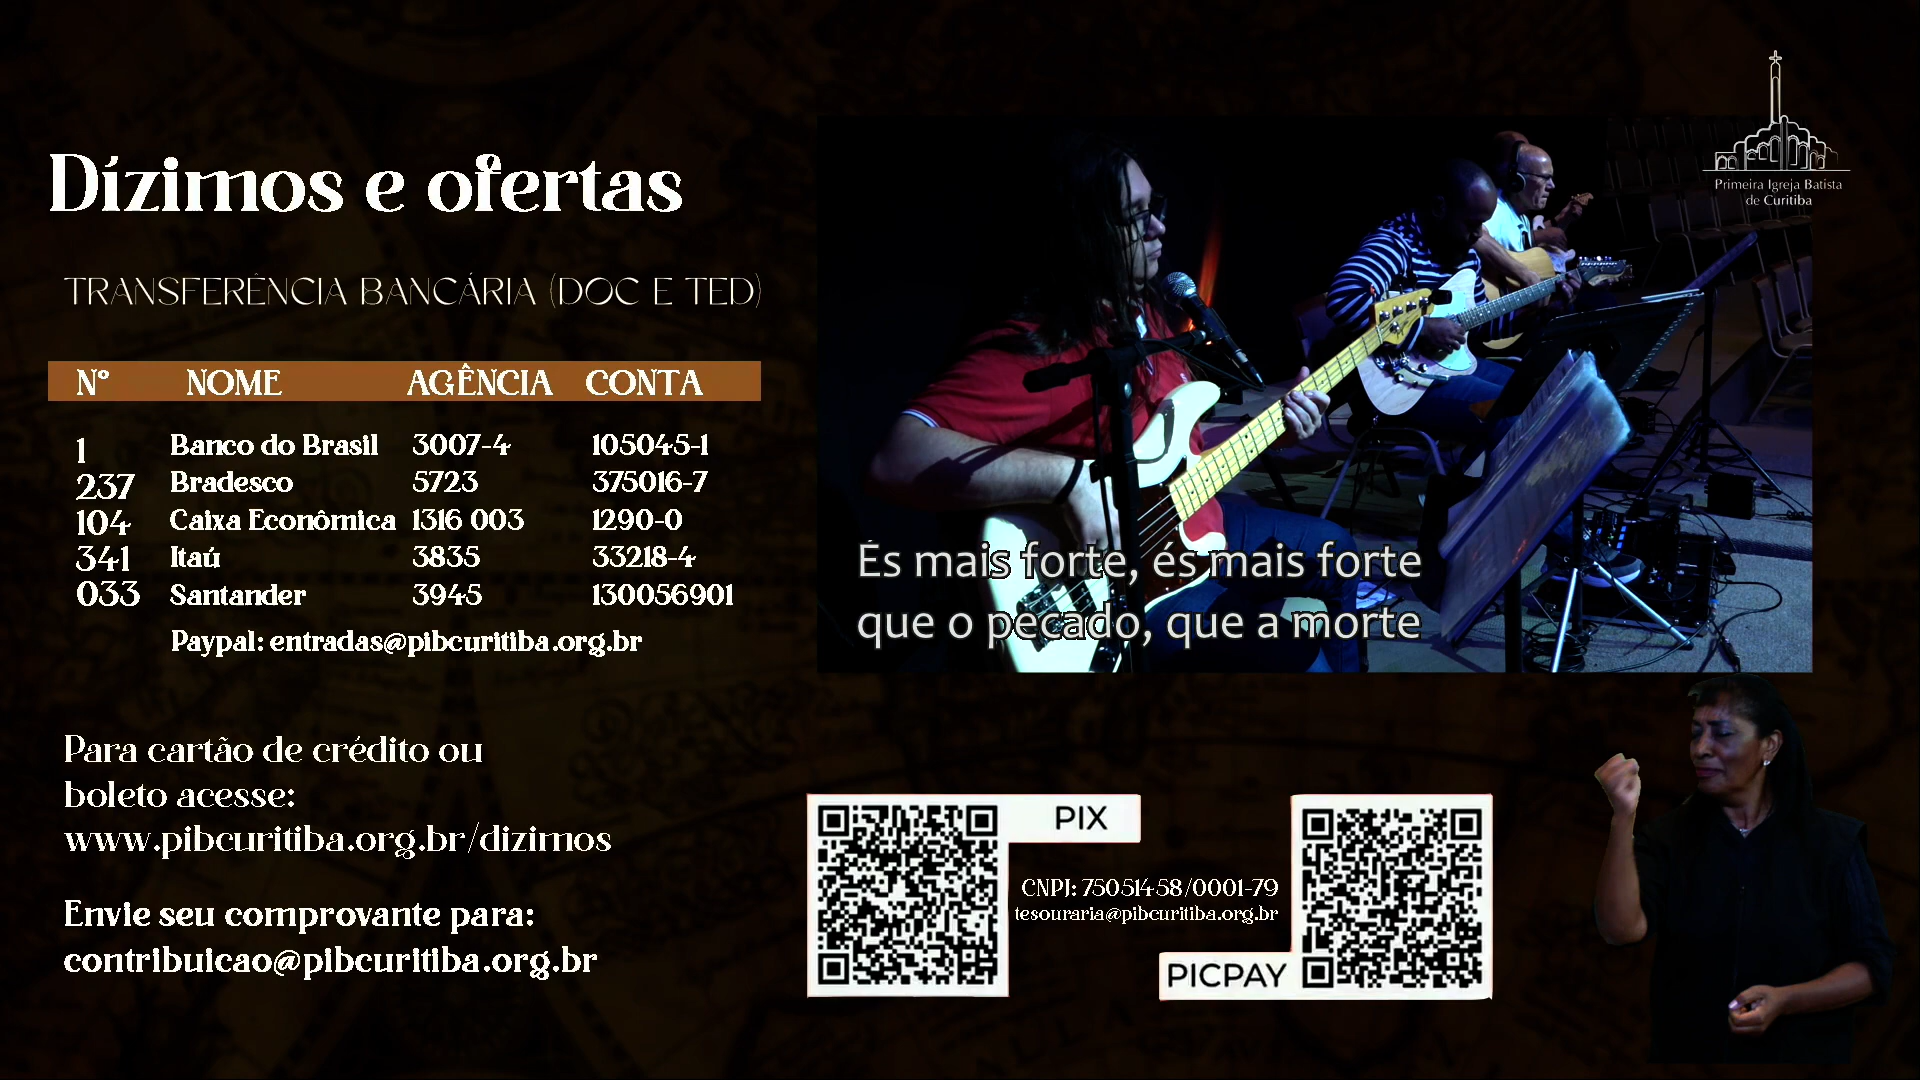 Dízimos e ofertas
TRANSFERÊNCIA BANCÁRIA (DOC E TED)
Nº NOME AGÊNCIA CONTA
1 Banco do Brasil 3007-4 105045-1
237 Bradesco 5723 375016-7
104 Caixa Econômica 1316 003 1290-0
341 Itaú 3835 33218-4
033 Santander 3945 130056901
Paypal: entradas@pibcuritiba.org.br
Para cartão de crédito ou
boleto acesse:
www.pibcuritiba.org.br/dizimos
Envie seu comprovante para:
contribuicao@pibcuritiba.org.br
Primeira Igreja Batista
de Curitiba
És mais forte, és mais forte
que o pecado, que a morte
PIX
CNPJ: 75051458/0001-79
tesouraria@pibcuritiba.org.br
PICPAY